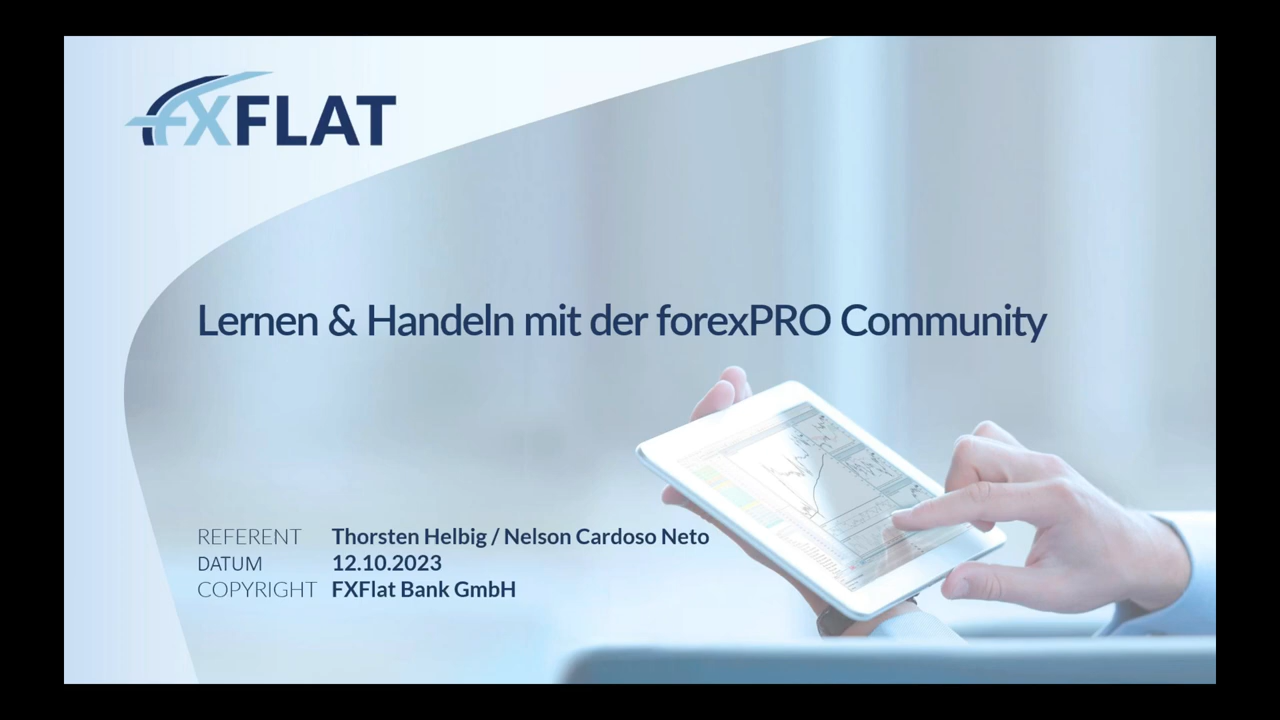 FXFLAT
Lernen & Handeln mit der forexPRO Community
REFERENT Thorsten Helbig / Nelson Cardoso Neto
DATUM 12.10.2023
COPYRIGHT FXFlat Bank GmbH